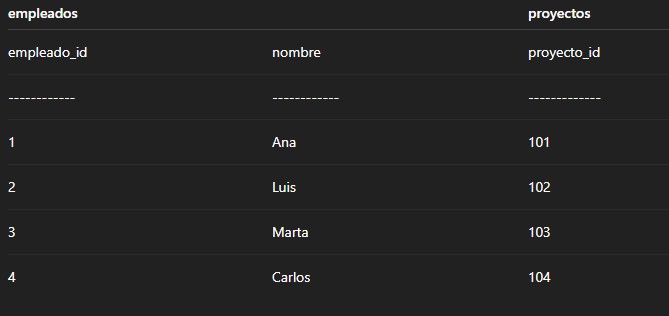 empleados proyectos
empleado_id nombre proyecto_id
------------ ------------ -------------
1 Ana 101
2 Luis 102
3 Marta 103
4 Carlos 104